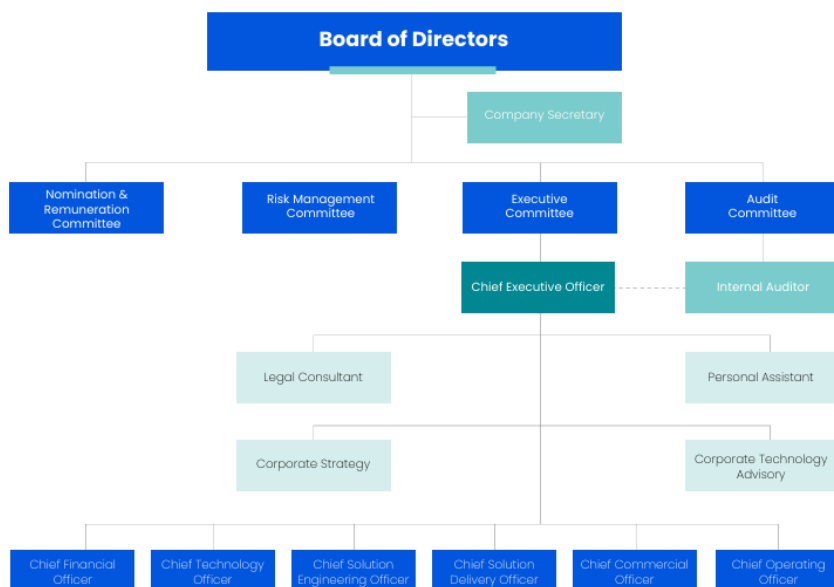 Board of Directors
Company Secretary
Nomination &
Remuneration
Committee
Risk Management
Committee
Executive
Committee
Audit
Committee
Chief Executive Officer
Internal Auditor
Legal Consultant
Personal Assistant
Corporate Strategy
Corporate Technology
Advisory
Chief Financial
Officer
Chief Technology
Officer
Chief Solution
Engineering Officer
Chief Solution
Delivery Officer
Chief Commercial
Officer
Chief Operating
Officer